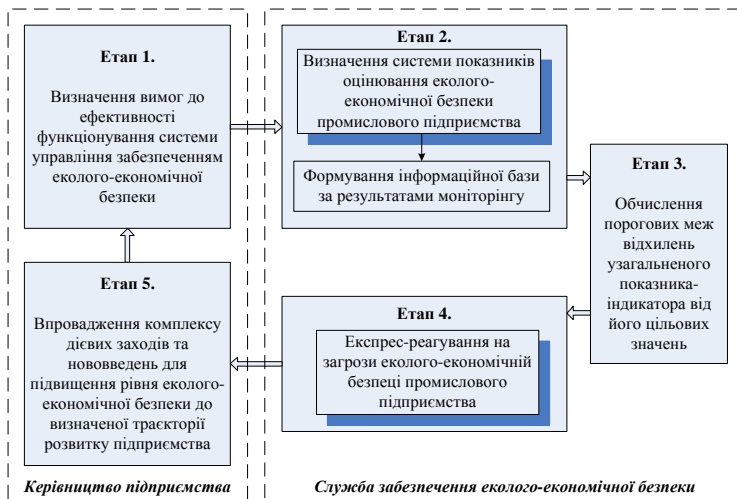 Етап 1.
Визначення вимог до
ефективності
функціонування системи
управління забезпеченням
еколого-економічної
безпеки
Етап 2.
Визначення системи показників
оцінювання еколого-
економічної безпеки
промислового підприємства
Формування інформаційної бази
за результатами моніторінгу
Етап 3.
Обчислення
порогових меж
відхилень
узагальненого
показника-
індикатора від
його цільових
значень
Етап 4.
Експрес-реагування на
загрози еколого-економічній
безпеці промислового
підприємства
Етап 5.
Впровадження комплексу
дієвих заходів та
нововведень для
підвищення рівня еколого-
економічної безпеки до
визначеної траєкторії
розвитку підприємства
Керівництво підприємства
Служба забезпечення еколого-економічної безпеки